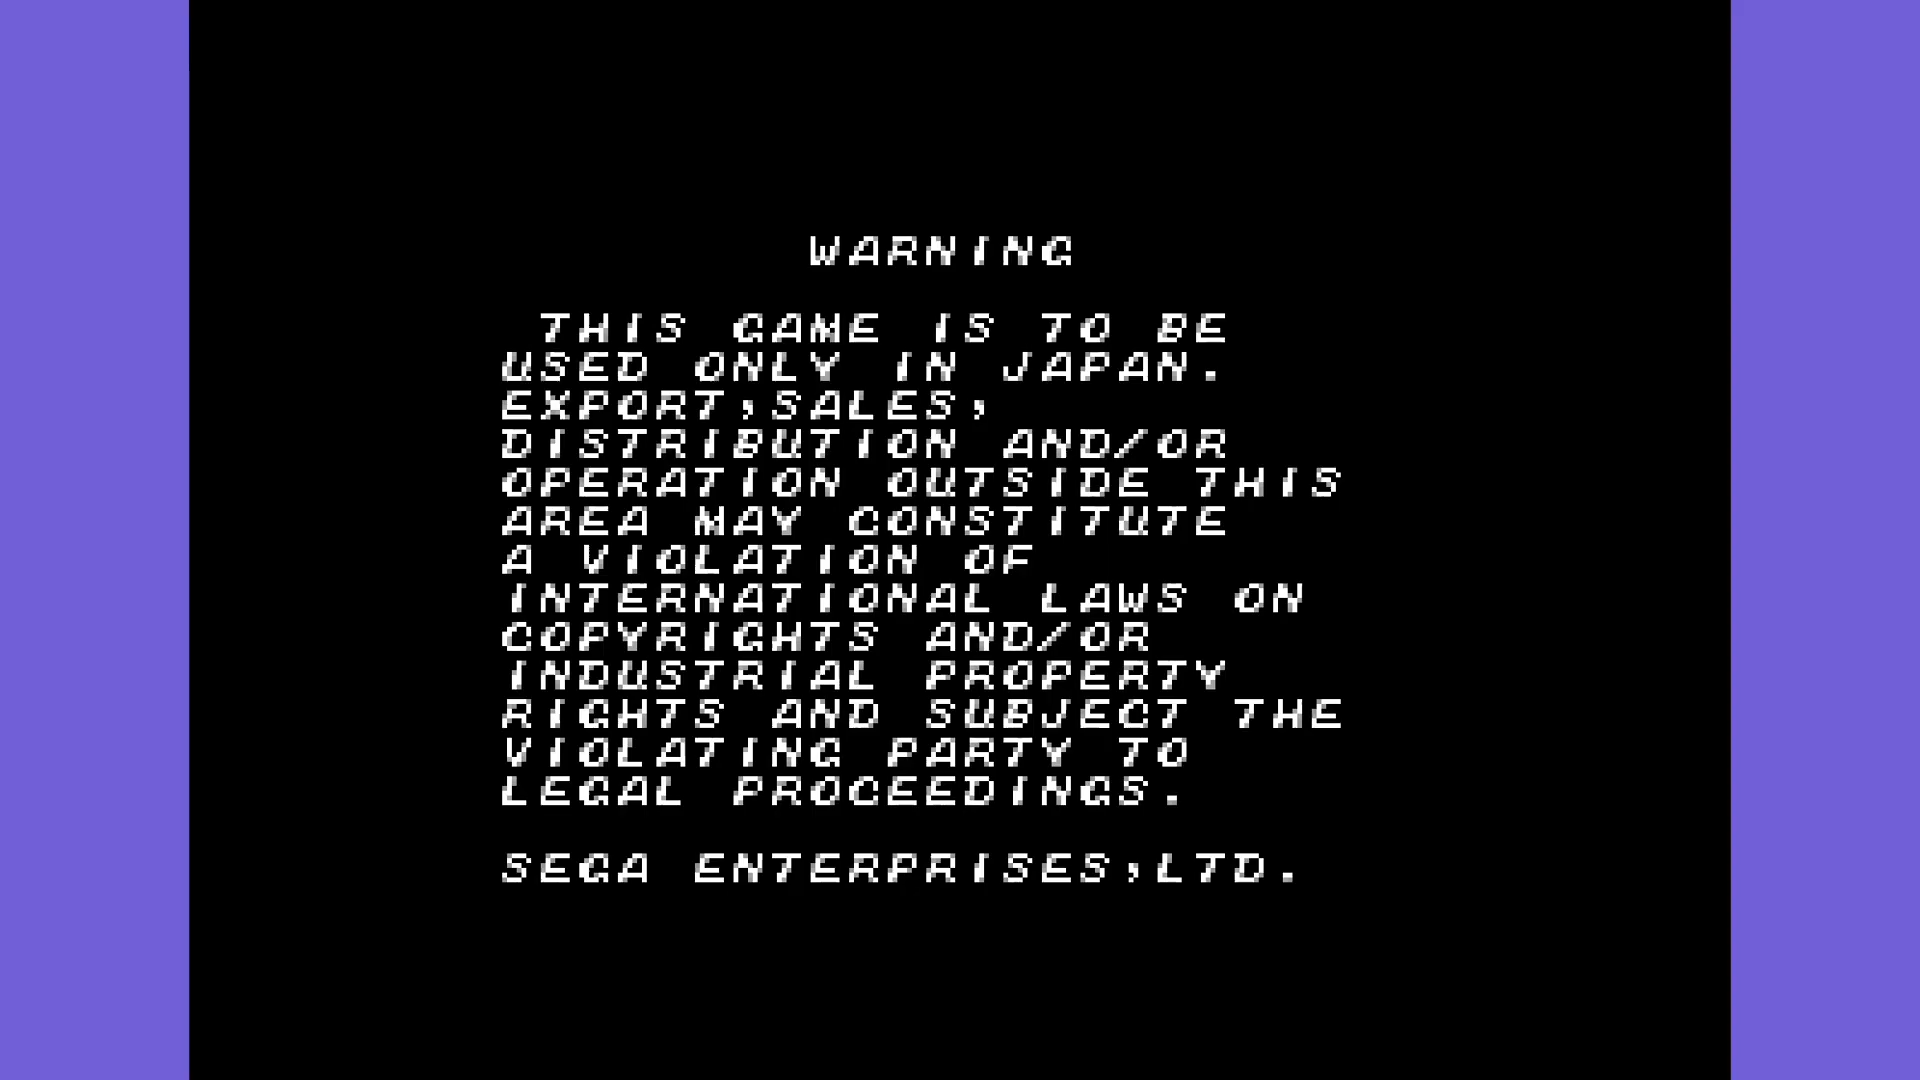 WARNING
THIS GAME IS TO BE
USED ONLY IN JAPAN.
EXPORT,SALES,
DISTRIBUTION AND/OR
OPERATION OUTSIDE THIS
AREA MAY CONSTITUTE
A VIOLATION OF
INTERNATIONAL LAWS ON
COPYRIGHTS AND/OR
INDUSTRIAL PROPERTY
RIGHTS AND SUBJECT THE
VIOLATING PARTY TO
LEGAL PROCEEDINGS.
SEGA ENTERPRISES,LTD.